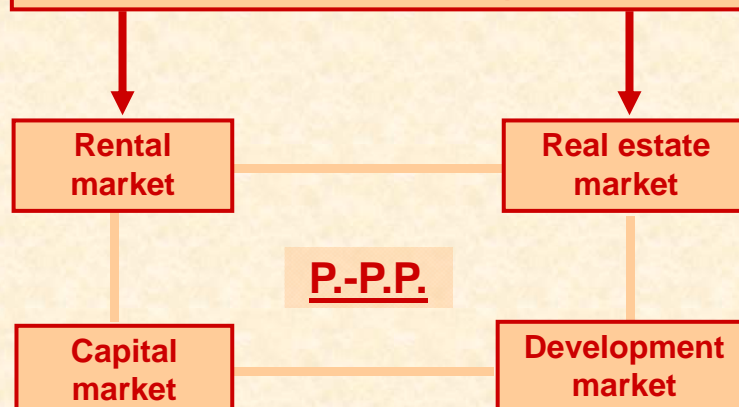 Rental
market
Real estate
market
P.-P.P.
Capital
market
Development
market